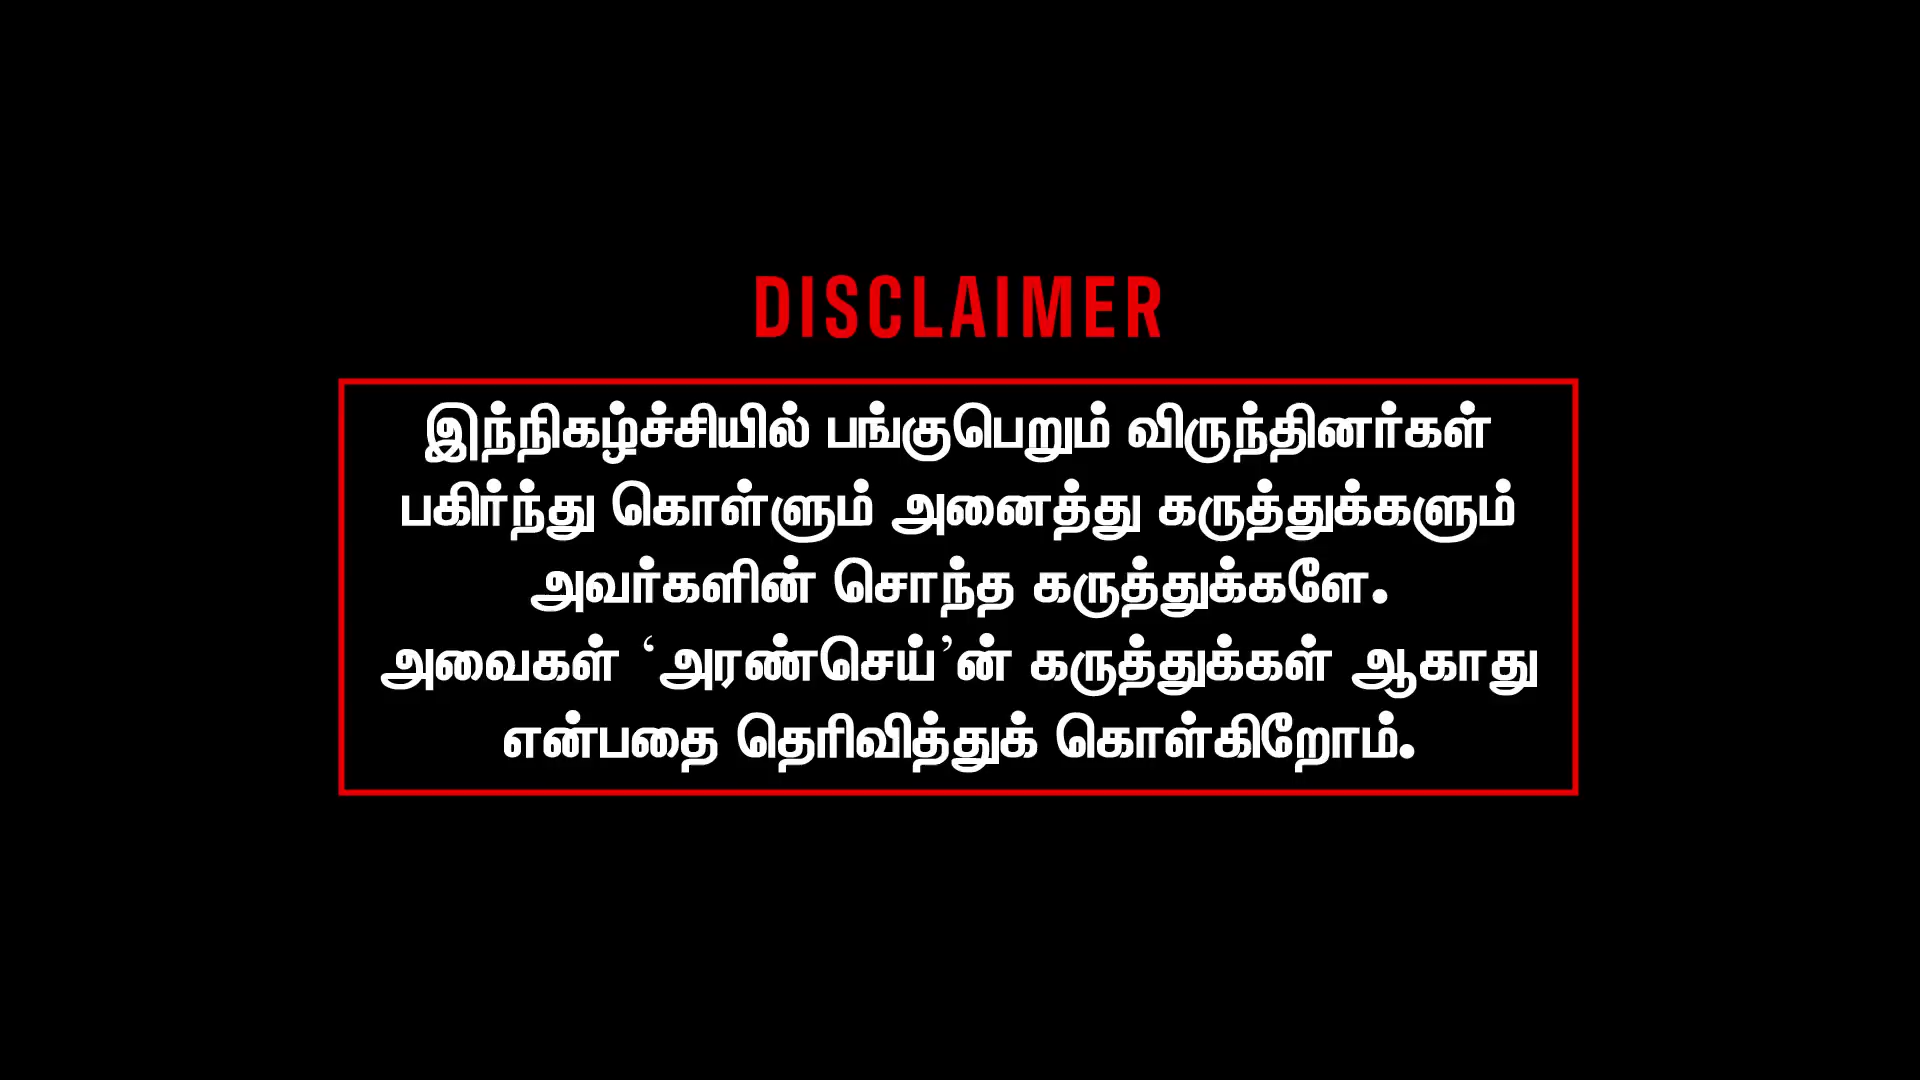 DISCLAIMER
இந்நிகழ்ச்சியில் பங்குபெறும் விருந்தினர்கள்
பகிர்ந்து கொள்ளும் அனைத்து கருத்துக்களும்
அவர்களின் சொந்த கருத்துக்களே.
அவைகள் ‘அரண்செய்’ன் கருத்துக்கள் ஆகாது
என்பதை தெரிவித்துக் கொள்கிறோம்.